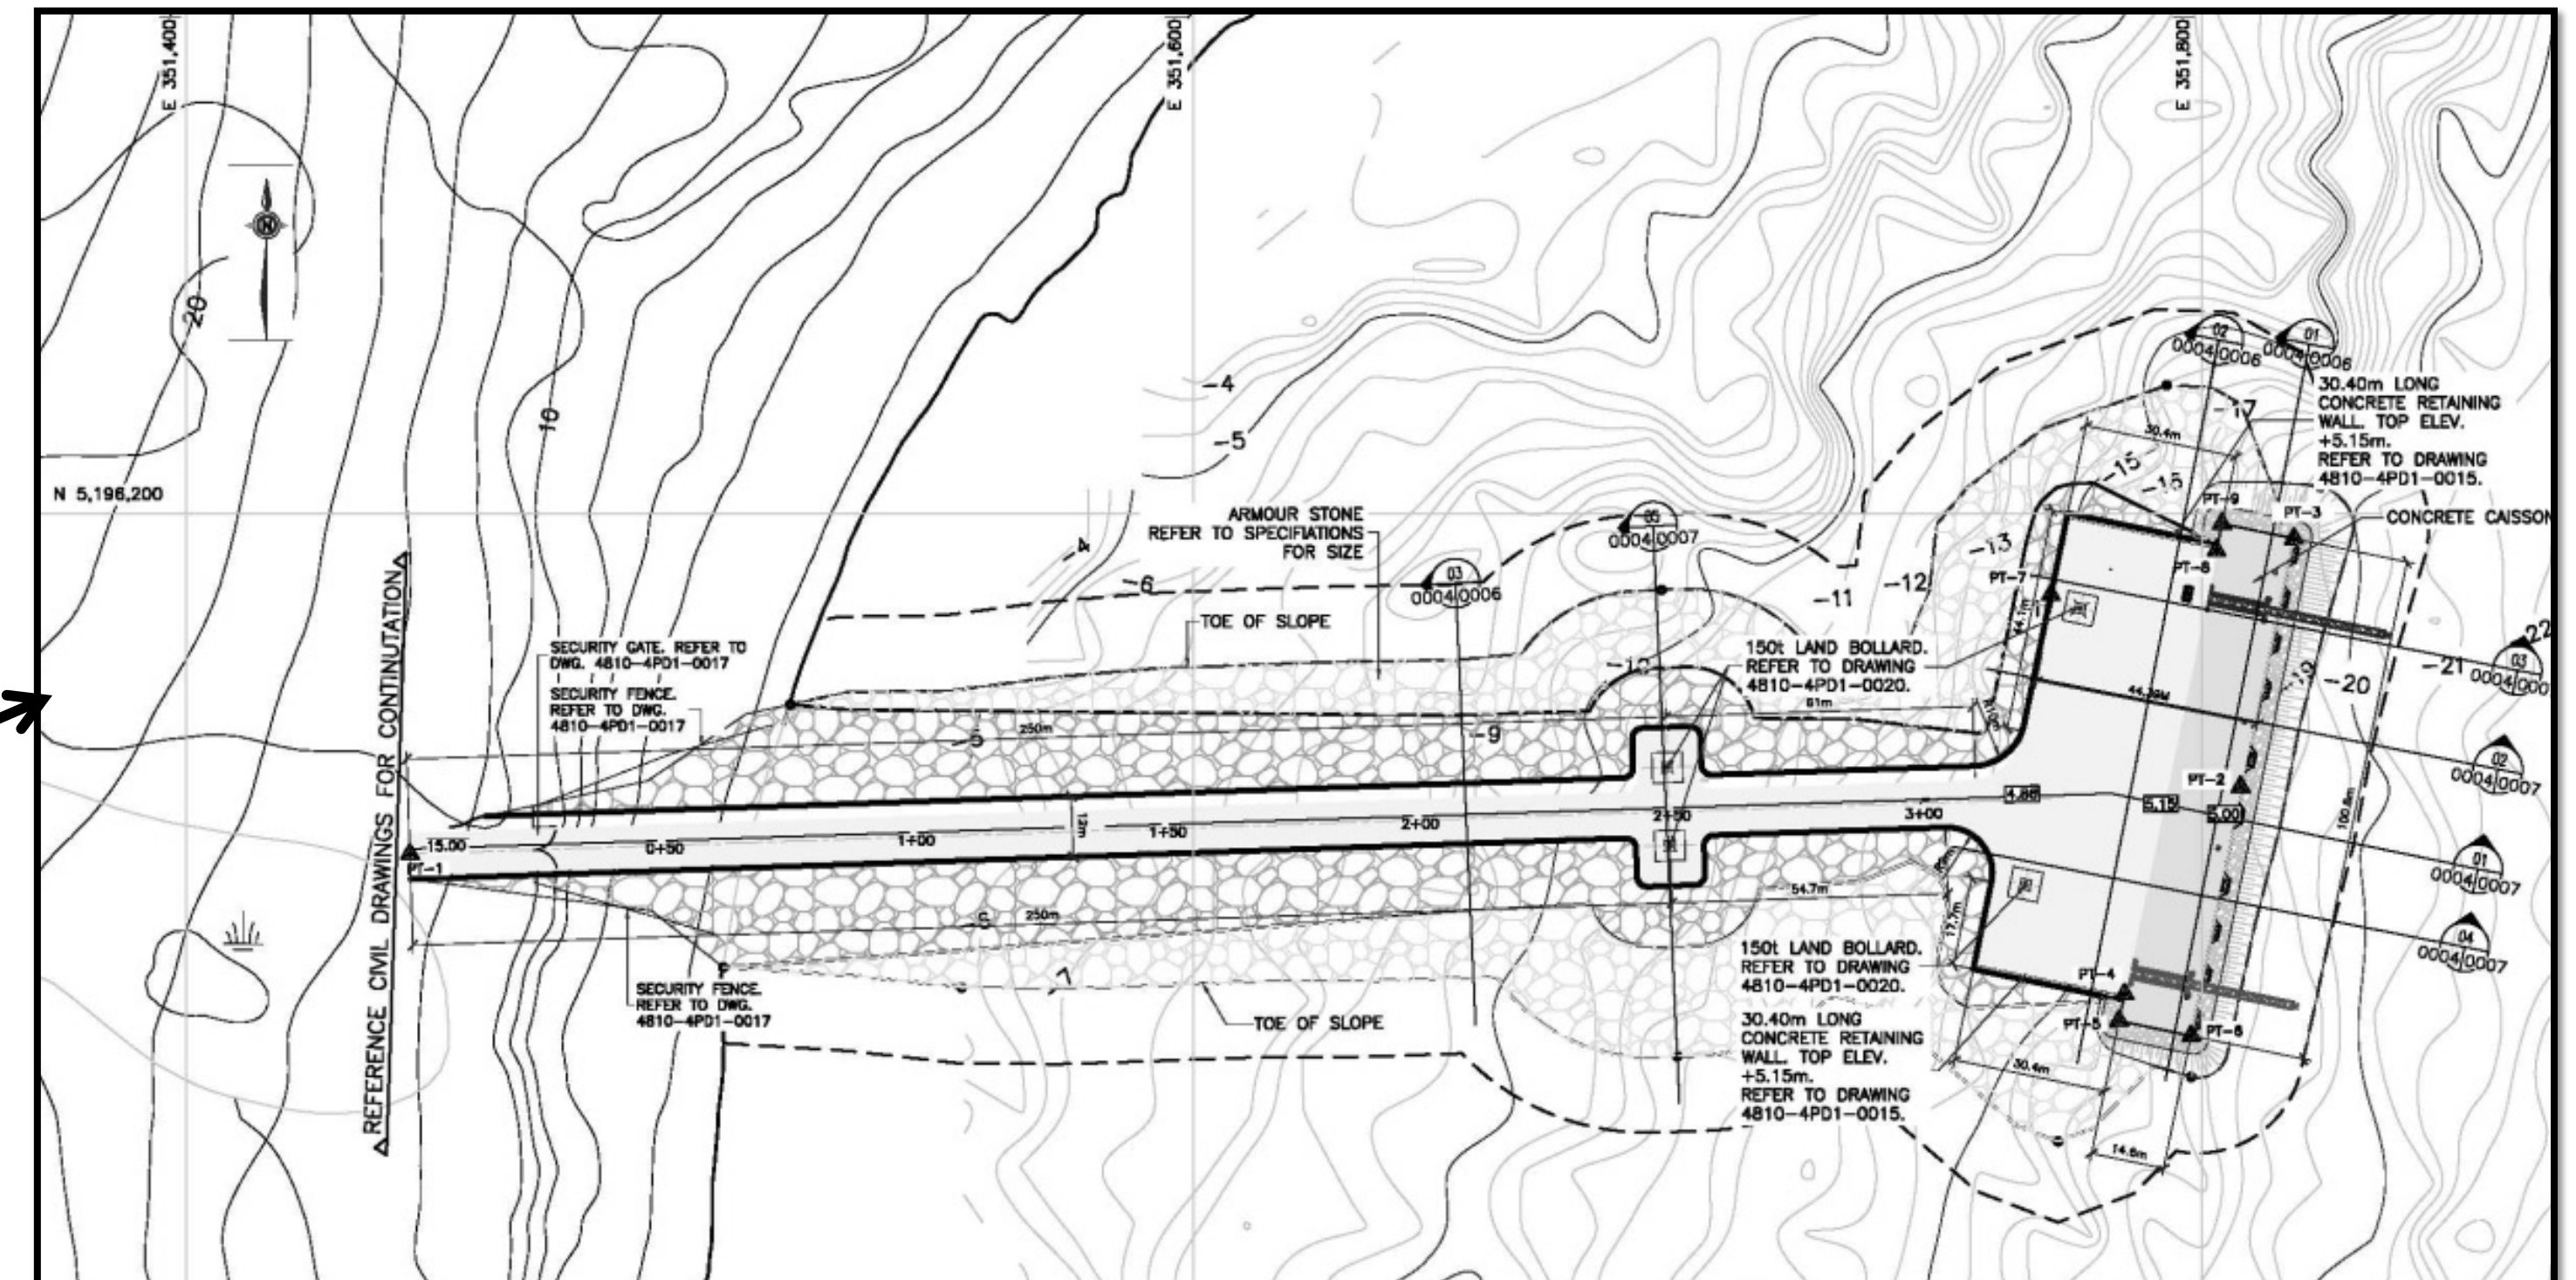 E 351,400
E 351,600
E 351,800
N
20
10
N 5,196,200
-4
-5
02
0004 0006
01
0004 0006
30.40m LONG
CONCRETE RETAINING
WALL. TOP ELEV.
+5.15m.
REFER TO DRAWING
4810-4PD1-0015.
-17
30.4m
-15
PT-9
PT-3
CONCRETE CAISSON
ARMOUR STONE
REFER TO SPECIFIATIONS
FOR SIZE
05
0004 0007
-4
-6
03
0004 0006
-13
-12
-11
PT-8
PT-7
TOE OF SLOPE
REFERENCE CIVIL DRAWINGS FOR CONTINUTATION
SECURITY GATE. REFER TO
DWG. 4810-4PD1-0017
SECURITY FENCE.
REFER TO DWG.
4810-4PD1-0017
150t LAND BOLLARD.
REFER TO DRAWING
4810-4PD1-0020.
-10
-20
-21
22
03
250m
-9
61m
02
0004 0007
PT-2
4.88
5.15
5.00
100.8m
15.00
PT-1
0+50
1+00
12m
1+50
2+00
2+50
3+00
01
0004 0007
250m
54.7m
17.7m
04
0004 0007
-7
SECURITY FENCE.
REFER TO DWG.
4810-4PD1-0017
TOE OF SLOPE
150t LAND BOLLARD.
REFER TO DRAWING
4810-4PD1-0020.
30.40m LONG
CONCRETE RETAINING
WALL. TOP ELEV.
+5.15m.
REFER TO DRAWING
4810-4PD1-0015.
PT-4
PT-5
PT-6
30.4m
14.6m